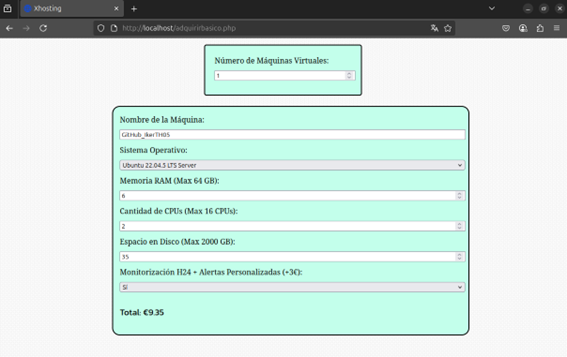 Xhosting
http://localhost/adquiri/basico.php
Número de Máquinas Virtuales:
1
Nombre de la Máquina:
GitHub_IkerTH05
Sistema Operativo:
Ubuntu 22.04.5 LTS Server
Memoria RAM (Max 64 GB):
6
Cantidad de CPUs (Max 16 CPUs):
2
Espacio en Disco (Max 2000 GB):
35
Monitorización H24 + Alertas Personalizadas (+3€):
Sí
Total: €9.35